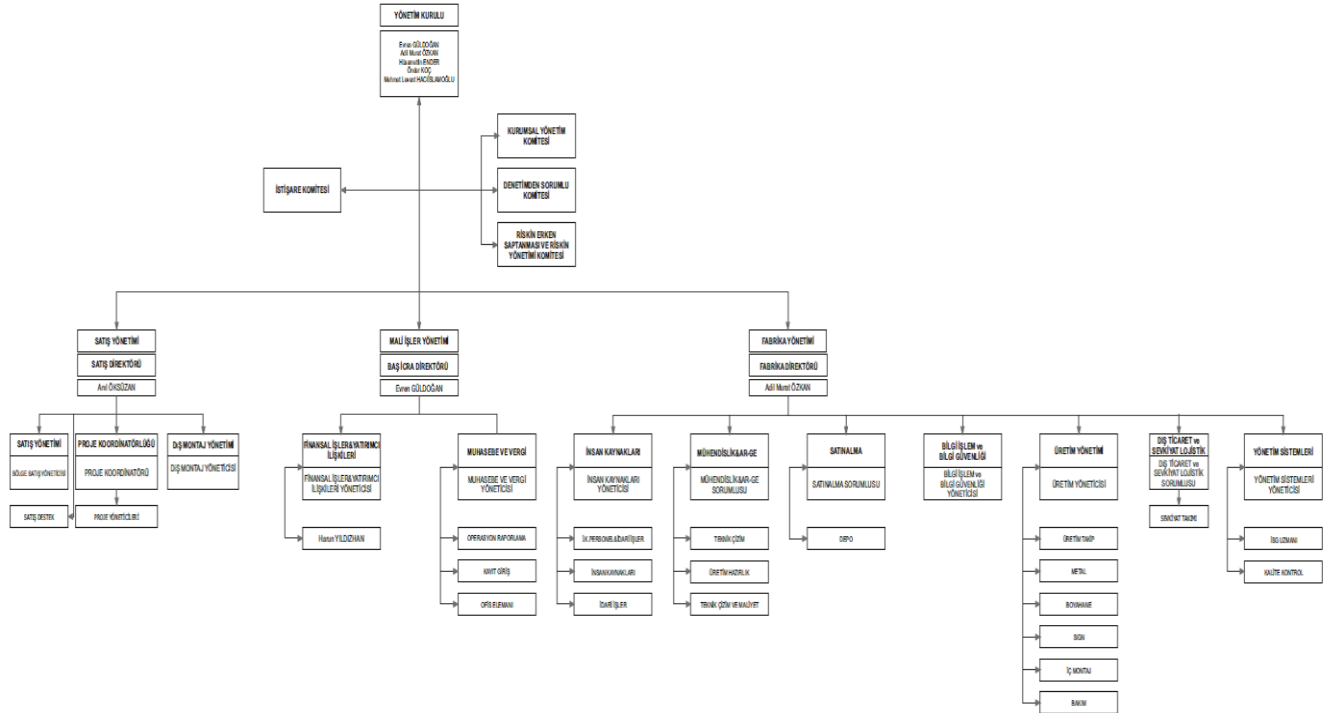 YÖNETİM KURULU
Evren GÜLDOĞAN
Adil Murat ÖZKAN
Hüsamettin ENDER
Önder KOÇ
Mehmet Levent HACIİSLAMOĞLU
KURUMSAL YÖNETİM
KOMİTESİ
İSTİŞARE KOMİTESİ
DENETİMDEN SORUMLU
KOMİTESİ
RİSKİN ERKEN
SAPTANMASI VE RİSKİN
YÖNETİMİ KOMİTESİ
SATIŞ YÖNETİMİ
SATIŞ DİREKTÖRÜ
Anıl ÖKSÜZAN
MALİ İŞLER YÖNETİMİ
BAŞ İCRA DİREKTÖRÜ
Evren GÜLDOĞAN
FABRİKA YÖNETİMİ
FABRİKA DİREKTÖRÜ
Adil Murat ÖZKAN
SATIŞ YÖNETİMİ
BÖLGE SATIŞ YÖNETİCİSİ
SATIŞ DESTEK
PROJE KOORDİNATÖRLÜĞÜ
PROJE KOORDİNATÖRÜ
PROJE YÖNETİCİLERİ
DIŞ MONTAJ YÖNETİMİ
DIŞ MONTAJ YÖNETİCİSİ
FİNANSAL İŞLER&YATIRIMCI
İLİŞKİLERİ
FİNANSAL İŞLER&YATIRIMCI
İLİŞKİLERİ YÖNETİCİSİ
Harun YILDIZHAN
MUHASEBE VE VERGİ
MUHASEBE VE VERGİ
YÖNETİCİSİ
OPERASYON RAPORLAMA
KAYIT GİRİŞ
OFİS ELEMANI
İNSAN KAYNAKLARI
İNSAN KAYNAKLARI
YÖNETİCİSİ
İ.K.PERSONEL&İDARİ İŞLER
İNSAN KAYNAKLARI
İDARİ İŞLER
MÜHENDİSLİK&AR-GE
MÜHENDİSLİK&AR-GE
SORUMLUSU
TEKNİK ÇİZİM
ÜRETİM HAZIRLIK
TEKNİK ÇİZİM VE MALİYET
SATINALMA
SATINALMA SORUMLUSU
DEPO
BİLGİ İŞLEM ve
BİLGİ GÜVENLİĞİ
BİLGİ İŞLEM ve
BİLGİ GÜVENLİĞİ
YÖNETİCİSİ
ÜRETİM YÖNETİMİ
ÜRETİM YÖNETİCİSİ
ÜRETİM TAKİP
METAL
BOYAHANE
SIGN
İÇ MONTAJ
BAKIM
DIŞ TİCARET ve
SEVKİYAT LOJİSTİK
DIŞ TİCARET ve
SEVKİYAT LOJİSTİK
SORUMLUSU
SEVKİYAT TAKIMI
YÖNETİM SİSTEMLERİ
YÖNETİM SİSTEMLERİ
YÖNETİCİSİ
İSG UZMANI
KALİTE KONTROL